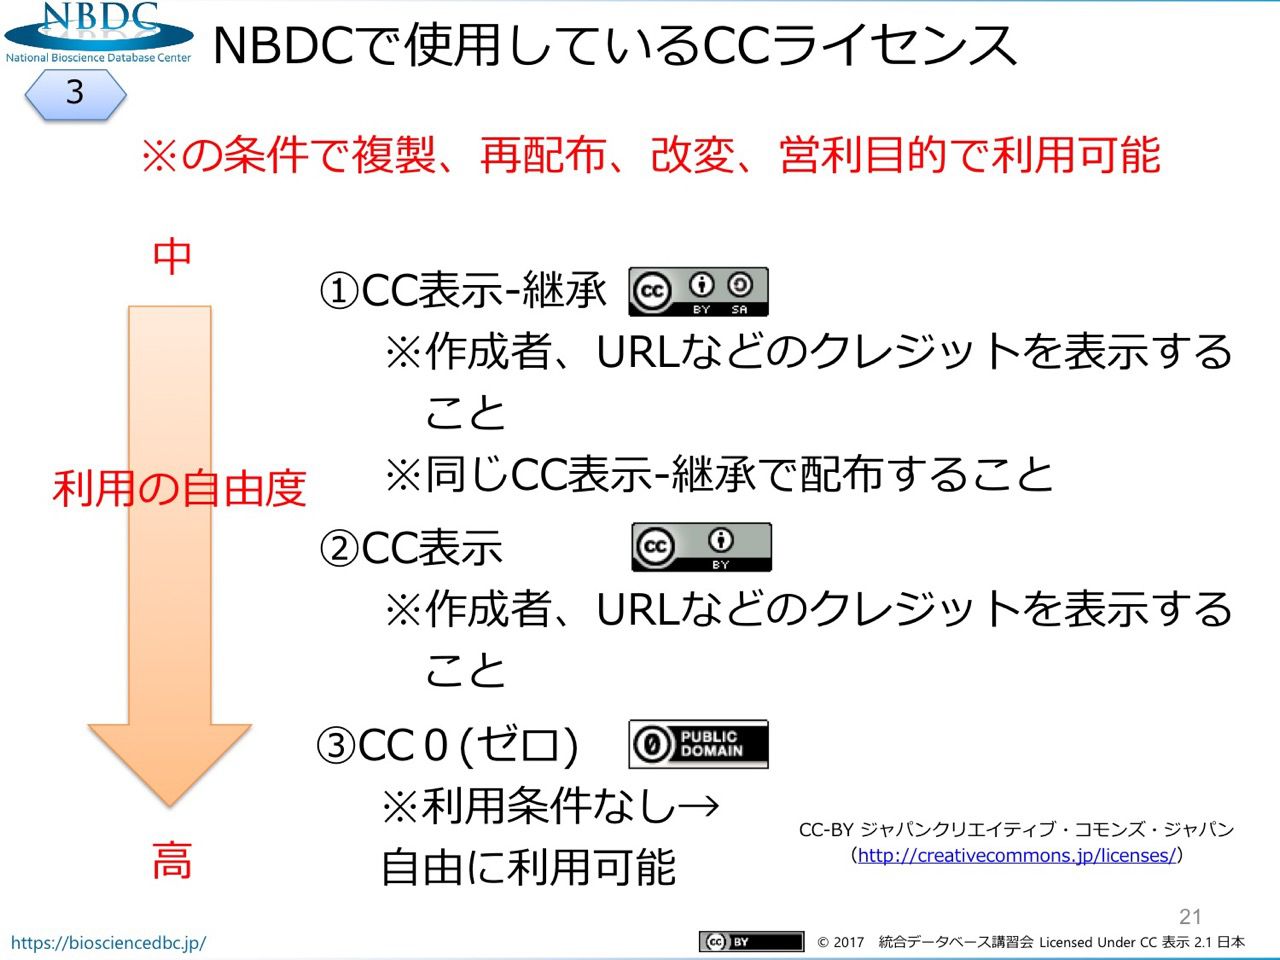 NBDC
National Bioscience Database Center
NBDCで使用しているCCライセンス
3
※の条件で複製、再配布、改変、営利目的で利用可能
中
利用の自由度
高
①CC表示-継承
cc BY SA
※作成者、URLなどのクレジットを表示する
こと
※同じCC表示-継承で配布すること
②CC表示
cc BY
※作成者、URLなどのクレジットを表示する
こと
③CC０(ゼロ)
0 PUBLIC
DOMAIN
※利用条件なし→
自由に利用可能
CC-BY ジャパンクリエイティブ・コモンズ・ジャパン
（http://creativecommons.jp/licenses/）
21
https://biosciencedbc.jp/
cc BY
© 2017　統合データベース講習会 Licensed Under CC 表示 2.1 日本